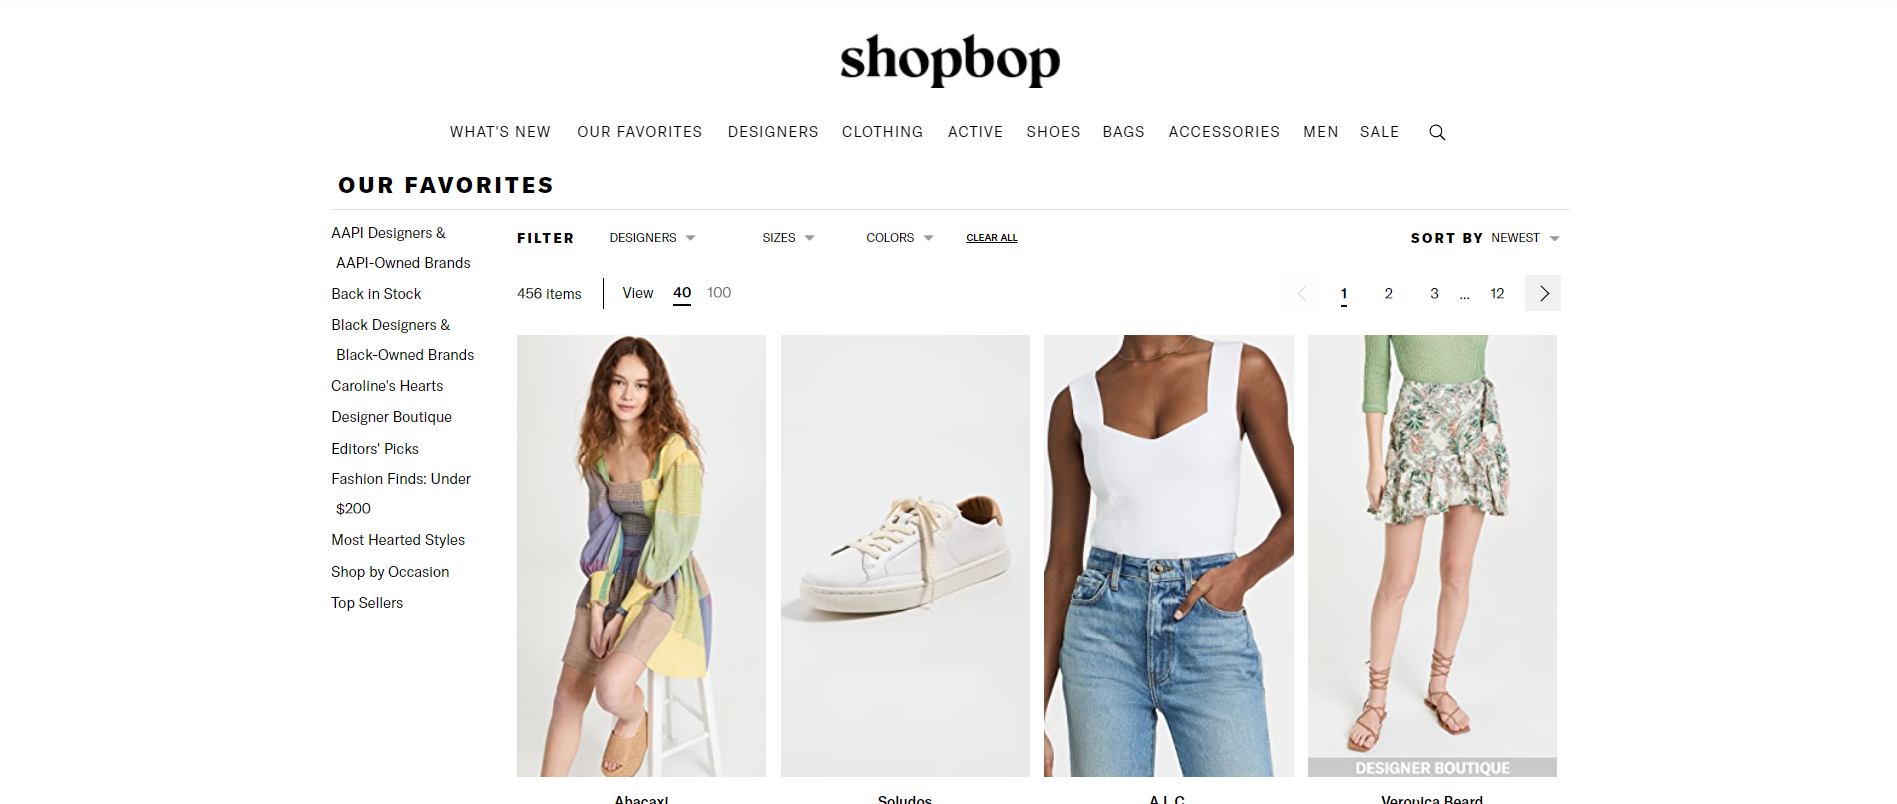 shopbop
WHAT'S NEW OUR FAVORITES DESIGNERS CLOTHING ACTIVE SHOES BAGS ACCESSORIES MEN SALE
OUR FAVORITES
AAPI Designers &
AAPI-Owned Brands
Back in Stock
Black Designers &
Black-Owned Brands
Caroline's Hearts
Designer Boutique
Editors' Picks
Fashion Finds: Under
$200
Most Hearted Styles
Shop by Occasion
Top Sellers
FILTER DESIGNERS SIZES COLORS CLEAR ALL SORT BY NEWEST
456 items View 40 100 1 2 3 ... 12
DESIGNER BOUTIQUE
Abacaxi Soludos A.L.C. Veronica Beard